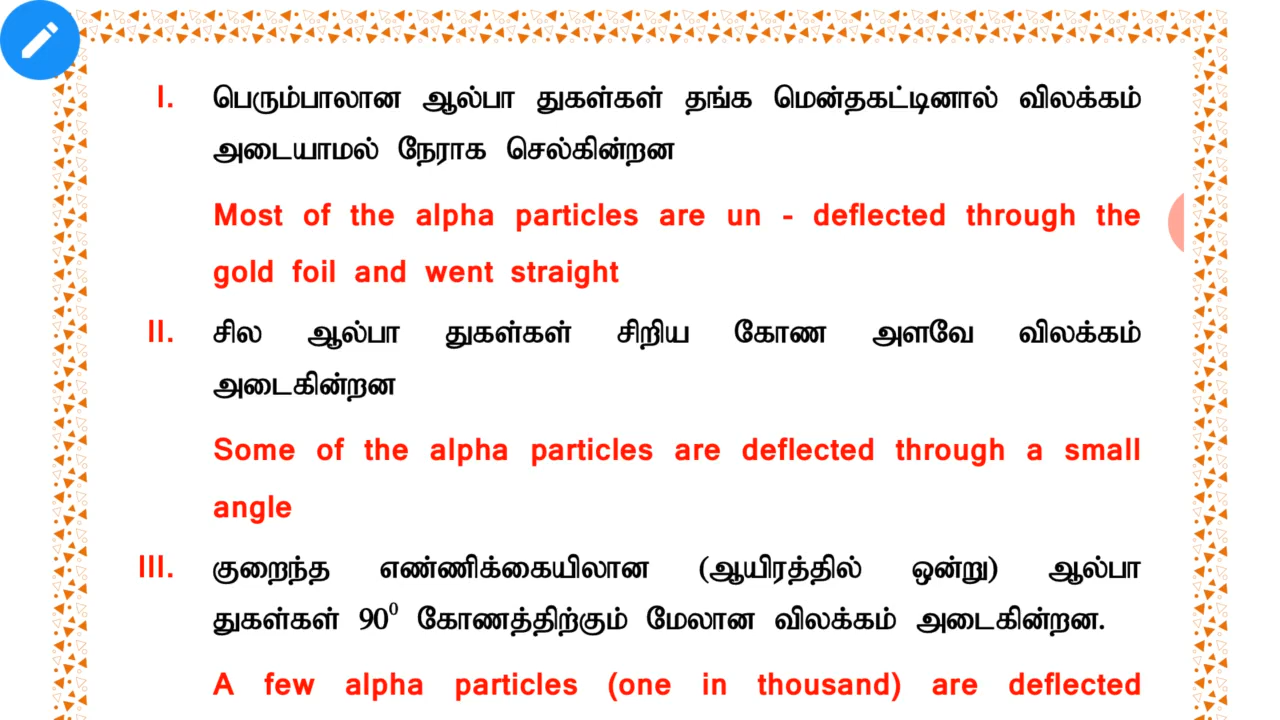 I. பெரும்பாலான ஆல்பா துகள்கள் தங்க மென்தகட்டினால் விலக்கம்
அடையாமல் நேராக செல்கின்றன
Most of the alpha particles are un - deflected through the
gold foil and went straight
II. சில ஆல்பா துகள்கள் சிறிய கோண அளவே விலக்கம்
அடைகின்றன
Some of the alpha particles are deflected through a small
angle
III. குறைந்த எண்ணிக்கையிலான (ஆயிரத்தில் ஒன்று) ஆல்பா
துகள்கள் 90⁰ கோணத்திற்கும் மேலான விலக்கம் அடைகின்றன.
A few alpha particles (one in thousand) are deflected